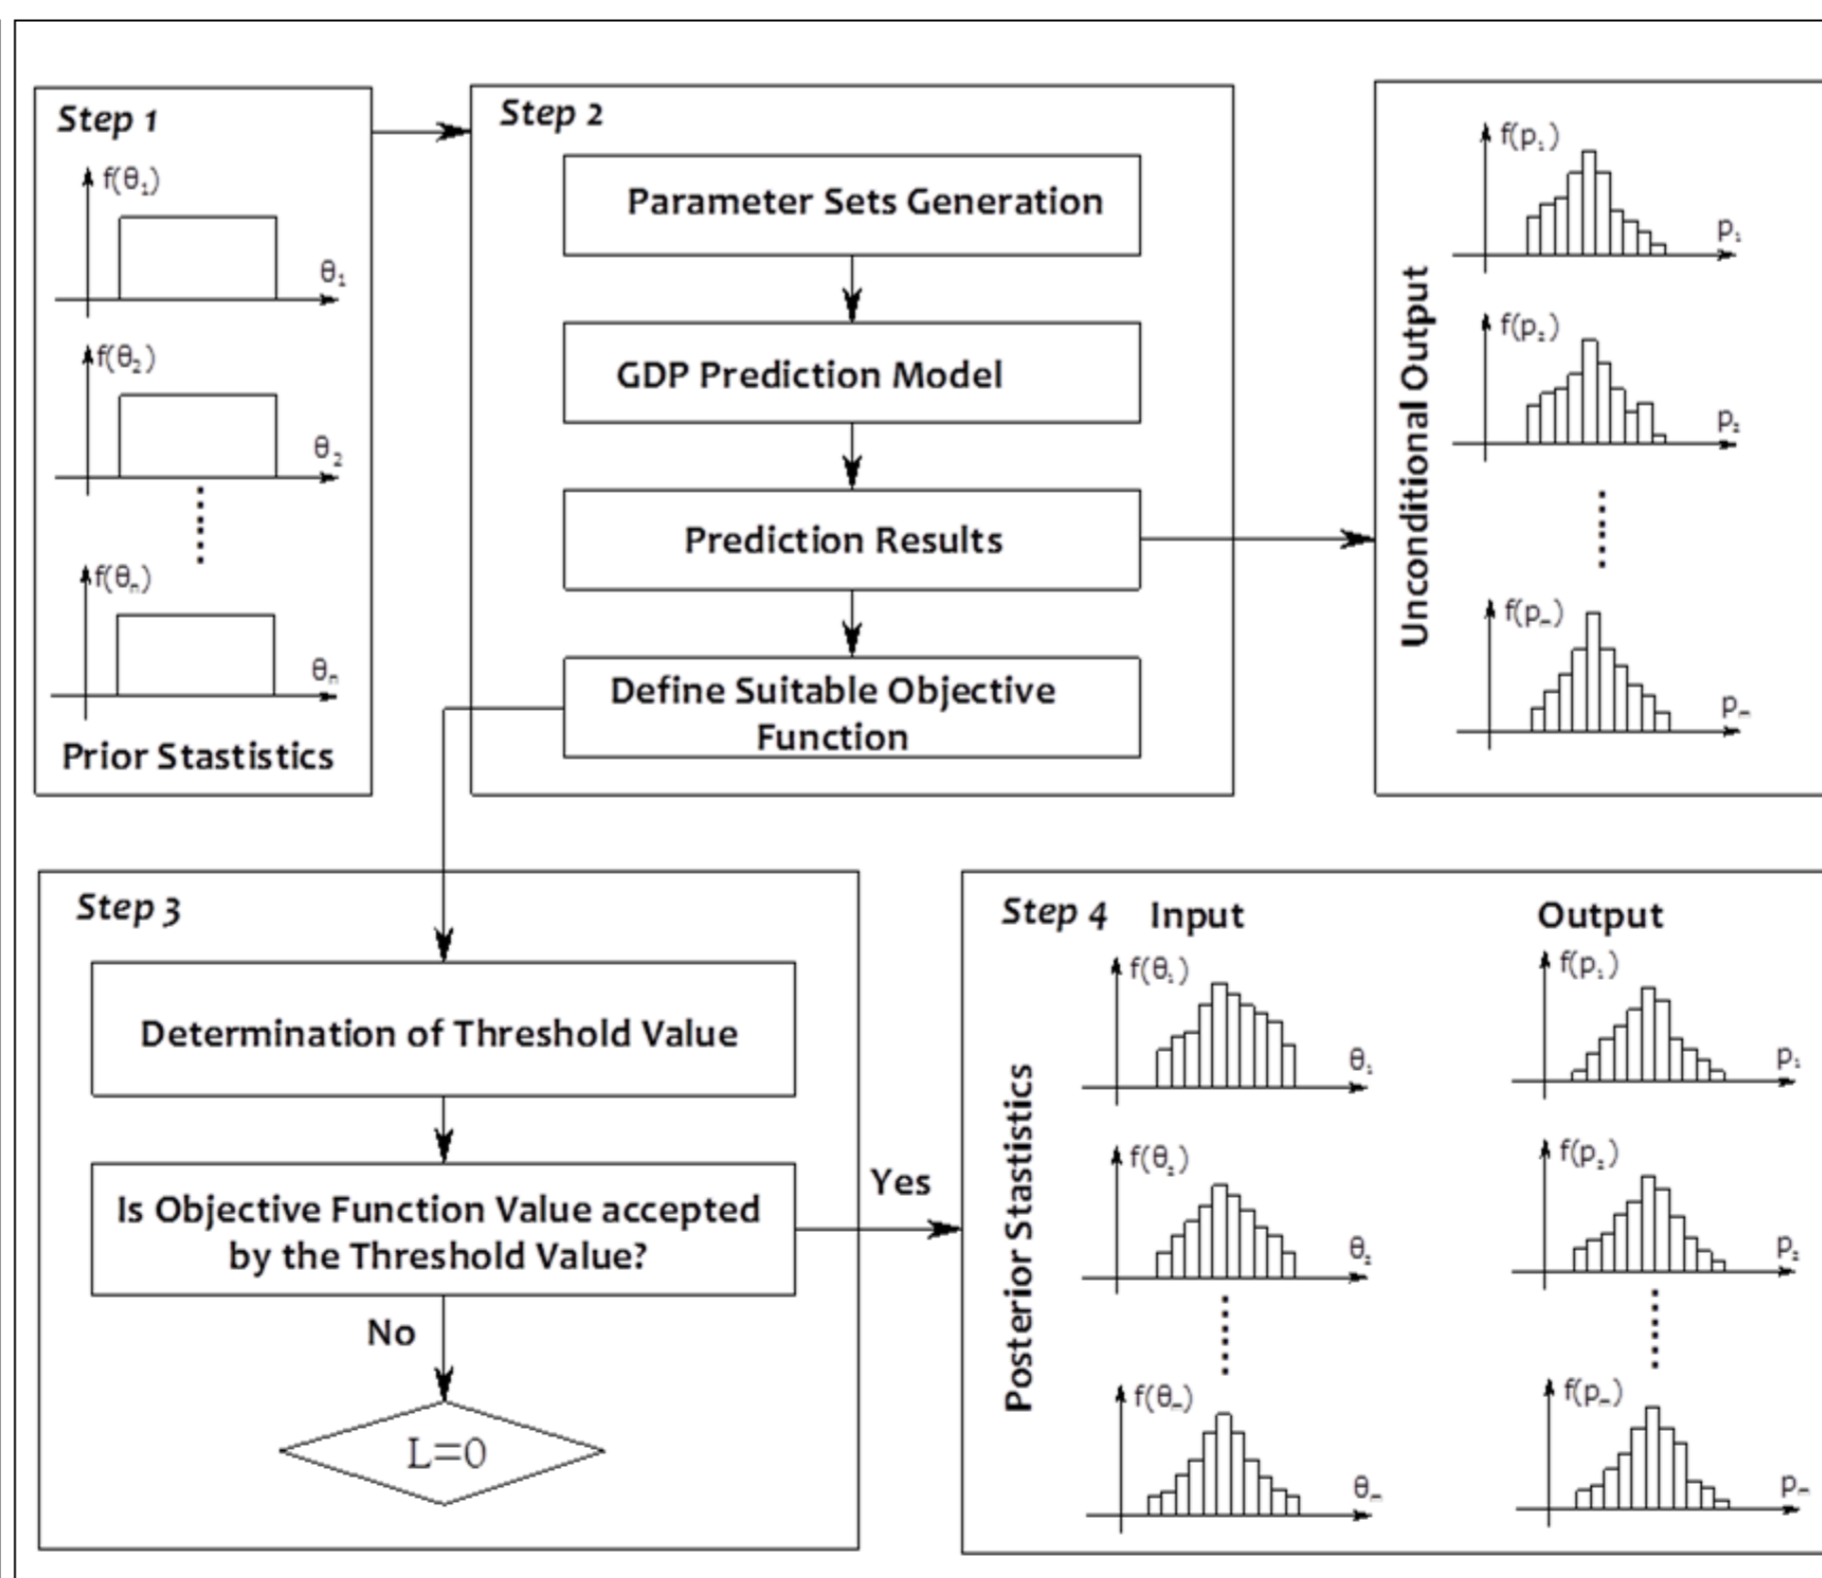 Step 1
f(θ₁)
θ₁
f(θ₂)
θ₂
f(θₙ)
θₙ
Prior Stastistics
Step 2
Parameter Sets Generation
GDP Prediction Model
Prediction Results
Define Suitable Objective
Function
Unconditional Output
f(p₁)
p₁
f(p₂)
p₂
Step 3
Determination of Threshold Value
Is Objective Function Value accepted
by the Threshold Value?
Yes
No
L=0
Step 4
Input
Output
Posterior Stastistics
f(θ₁)
θ₁
f(θ₂)
θ₂
f(p₁)
p₁
f(p₂)
p₂